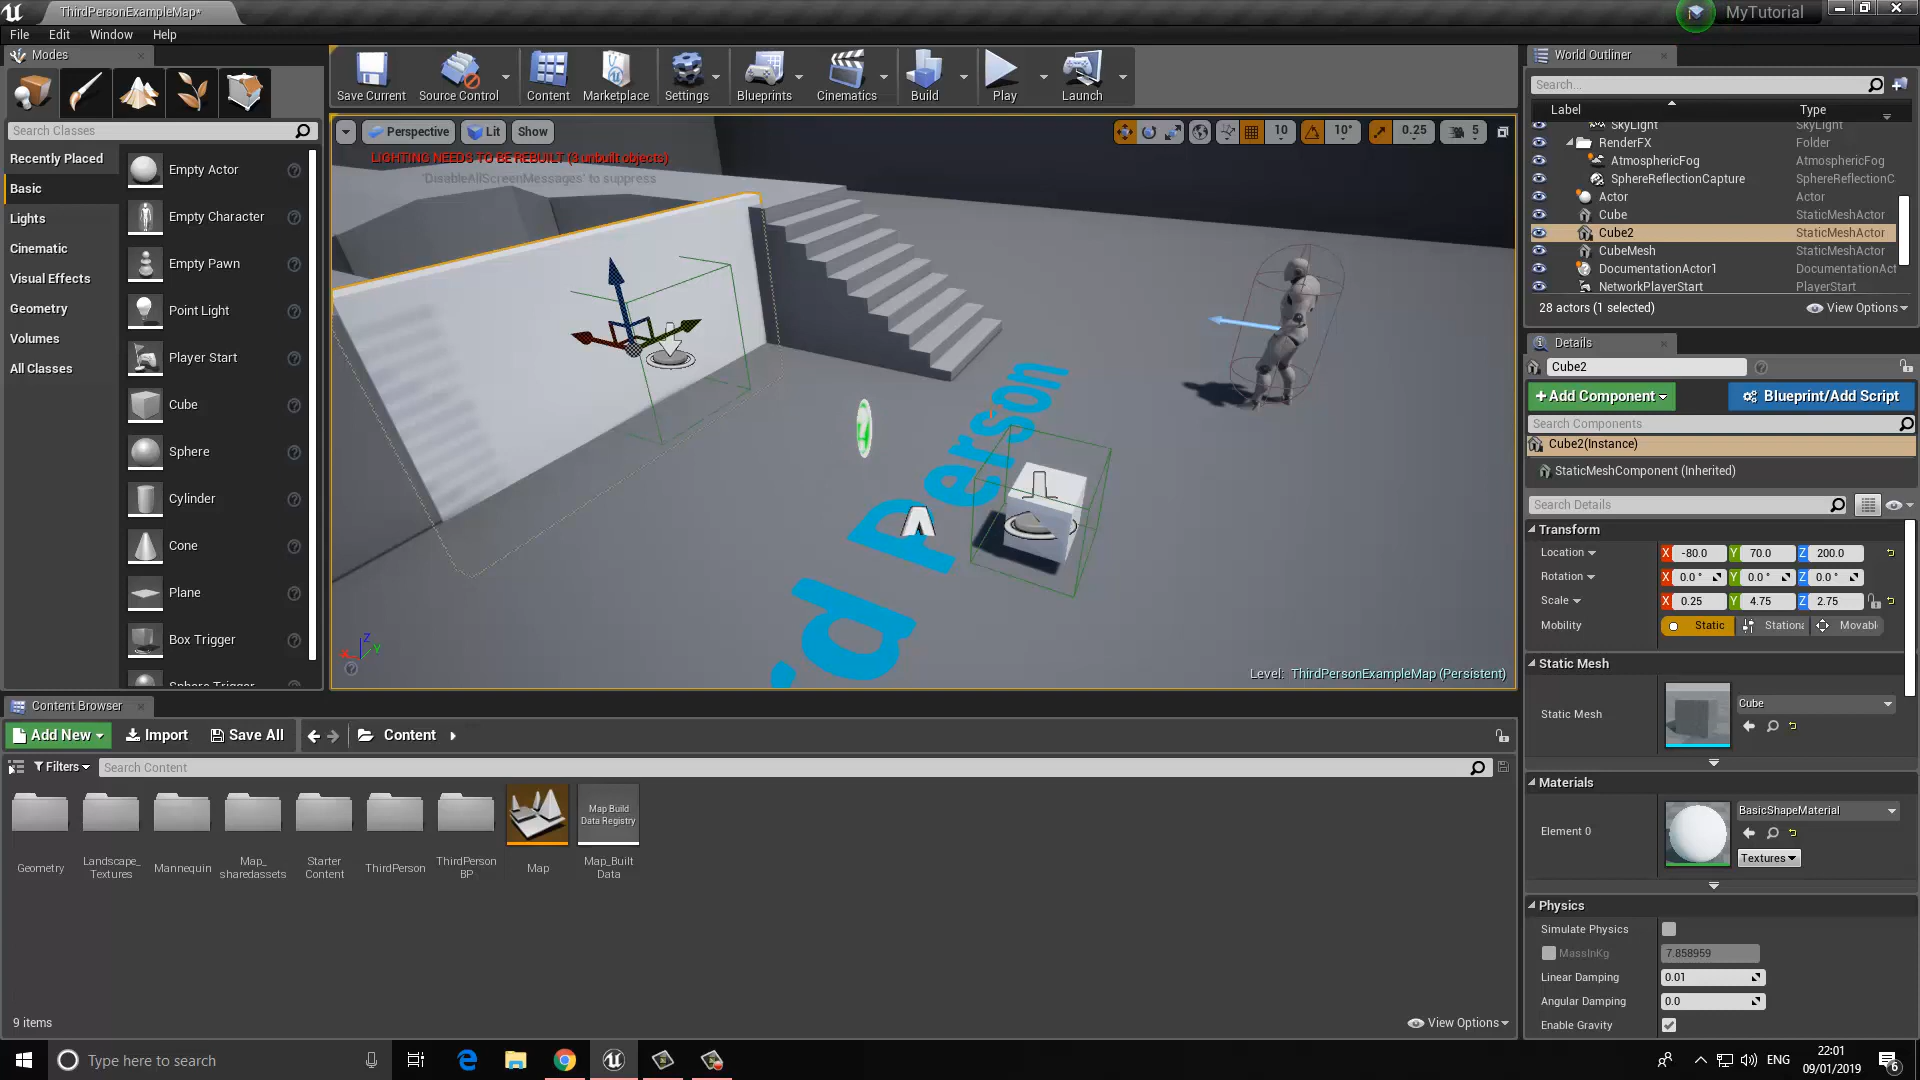 ThirdPersonExampleMap*
MyTutorial
File Edit Window Help
Modes
Save Current
Source Control
Content
Marketplace
Settings
Blueprints
Cinematics
Build
Play
Launch
Search Classes
Recently Placed
Basic
Lights
Cinematic
Visual Effects
Geometry
Volumes
All Classes
Empty Actor
Empty Character
Empty Pawn
Point Light
Player Start
Cube
Sphere
Cylinder
Cone
Plane
Box Trigger
Sphere Trigger
Perspective Lit Show
10 10° 0.25 5
LIGHTING NEEDS TO BE REBUILT (3 unbuilt objects)
'DisableAllScreenMessages' to suppress
d Person
Z
X Y
Level: ThirdPersonExampleMap (Persistent)
World Outliner
Search...
Label Type
SkyLight SkyLight
RenderFX Folder
AtmosphericFog AtmosphericFog
SphereReflectionCapture SphereReflectionC
Actor Actor
Cube StaticMeshActor
Cube2 StaticMeshActor
CubeMesh StaticMeshActor
DocumentationActor1 DocumentationAct
NetworkPlayerStart PlayerStart
28 actors (1 selected) View Options
Details
Cube2
+Add Component Blueprint/Add Script
Search Components
Cube2(Instance)
StaticMeshComponent (Inherited)
Search Details
Transform
Location X -80.0 Y 70.0 Z 200.0
Rotation X 0.0° Y 0.0° Z 0.0°
Scale X 0.25 Y 4.75 Z 2.75
Mobility Static Stationa Movabl
Static Mesh
Static Mesh Cube
Materials
Element 0 BasicShapeMaterial
Textures
Physics
Simulate Physics
MassInKg 7.858959
Linear Damping 0.01
Angular Damping 0.0
Enable Gravity
Content Browser
Add New Import Save All Content
Filters Search Content
Geometry
Landscape_
Textures
Mannequin
Map_
sharedassets
Starter
Content
ThirdPerson
ThirdPerson
BP
Map
Map Build
Data Registry
Map_Built
Data
9 items View Options
Type here to search
ENG
22:01
09/01/2019
6